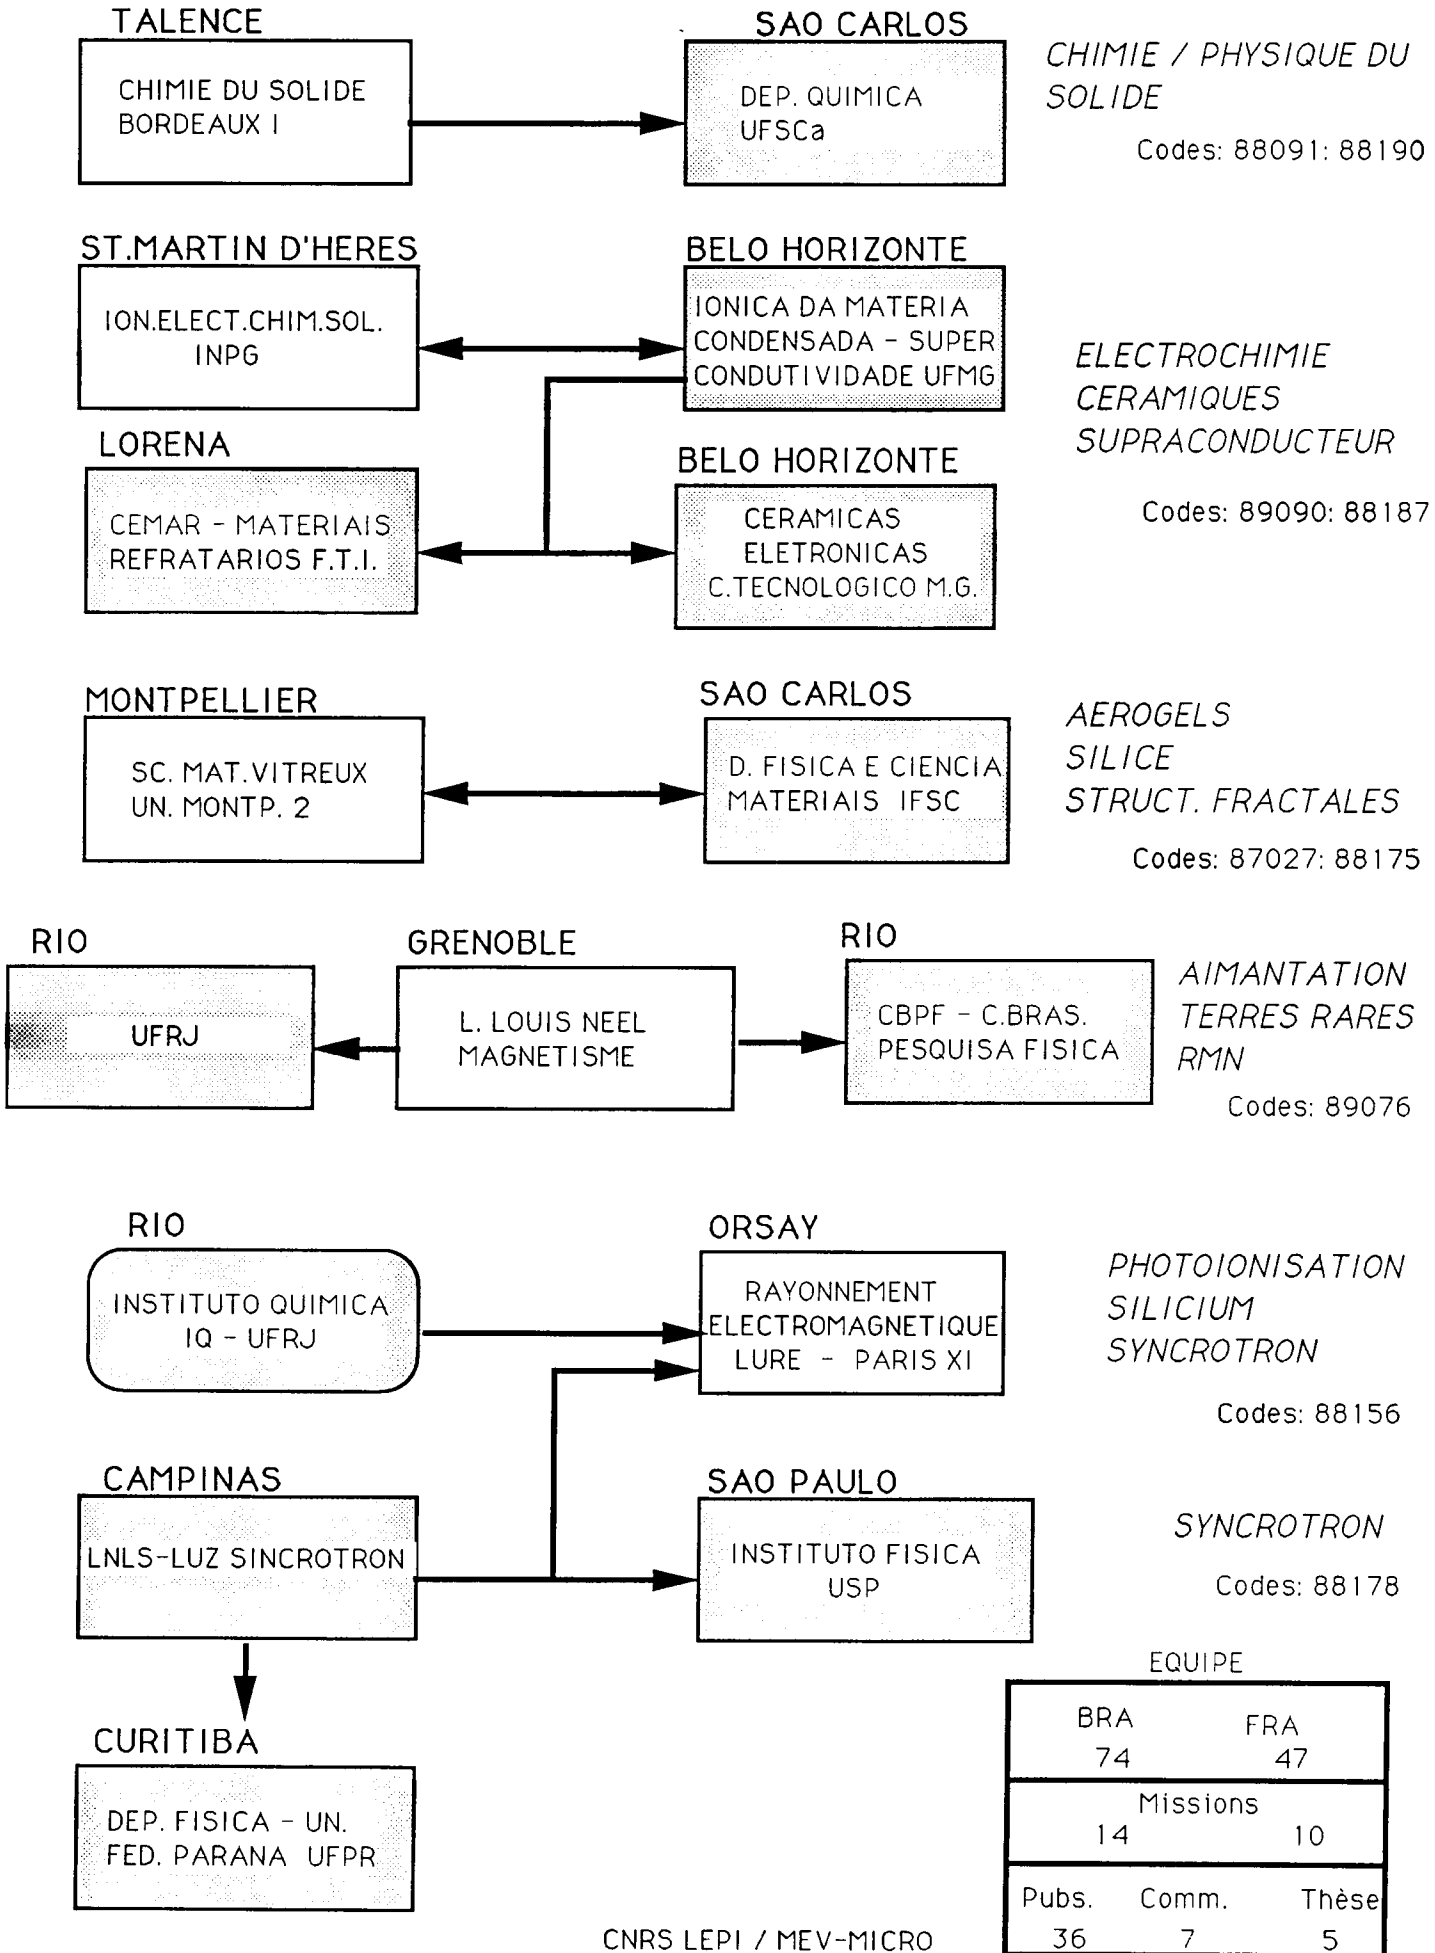 TALENCE
CHIMIE DU SOLIDE
BORDEAUX I
SAO CARLOS
DEP. QUIMICA
UFSCa
CHIMIE / PHYSIQUE DU
SOLIDE
Codes: 88091: 88190
ST.MARTIN D'HERES
ION.ELECT.CHIM.SOL.
INPG
BELO HORIZONTE
IONICA DA MATERIA
CONDENSADA - SUPER
CONDUTIVIDADE UFMG
ELECTROCHIMIE
CERAMIQUES
SUPRACONDUCTEUR
Codes: 89090: 88187
LORENA
CEMAR - MATERIAIS
REFRATARIOS F.T.I.
BELO HORIZONTE
CERAMICAS
ELETRONICAS
C.TECNOLOGICO M.G.
MONTPELLIER
SC. MAT.VITREUX
UN. MONTP. 2
SAO CARLOS
D. FISICA E CIENCIA
MATERIAIS IFSC
AEROGELS
SILICE
STRUCT. FRACTALES
Codes: 87027: 88175
RIO
UFRJ
GRENOBLE
L. LOUIS NEEL
MAGNETISME
RIO
CBPF - C.BRAS.
PESQUISA FISICA
AIMANTATION
TERRES RARES
RMN
Codes: 89076
RIO
INSTITUTO QUIMICA
IQ - UFRJ
ORSAY
RAYONNEMENT
ELECTROMAGNETIQUE
LURE - PARIS XI
PHOTOIONISATION
SILICIUM
SYNCROTRON
Codes: 88156
CAMPINAS
LNLS-LUZ SINCROTRON
SAO PAULO
INSTITUTO FISICA
USP
SYNCROTRON
Codes: 88178
CURITIBA
DEP. FISICA - UN.
FED. PARANA UFPR
EQUIPE
BRA FRA
74 47
Missions
14 10
Pubs. Comm. Thèse
36 7 5
CNRS LEPI / MEV-MICRO